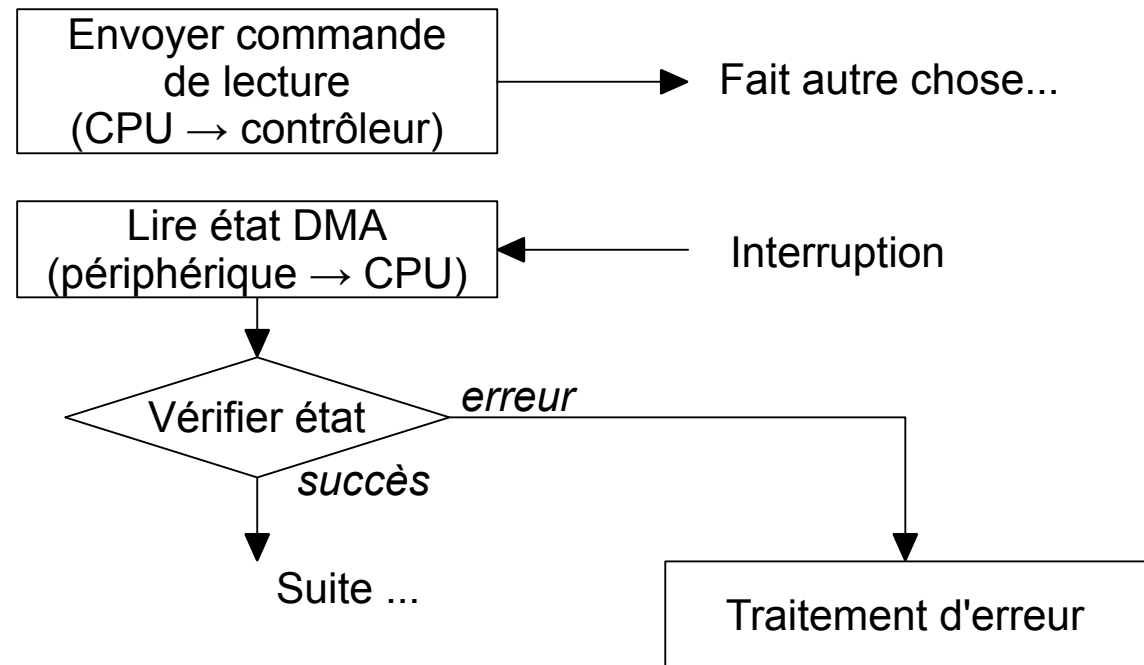 Envoyer commande
de lecture
(CPU → contrôleur)
Fait autre chose...
Lire état DMA
(périphérique → CPU)
Interruption
Vérifier état
erreur
succès
Suite ...
Traitement d'erreur